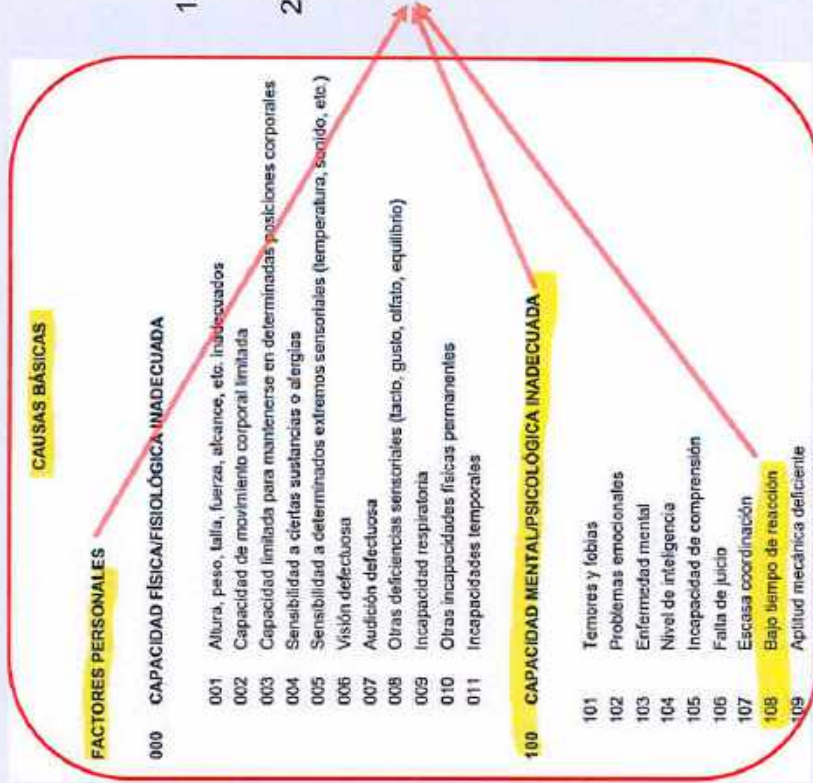 CAUSAS BÁSICAS
FACTORES PERSONALES
000 CAPACIDAD FÍSICA/FISIOLÓGICA INADECUADA
001 Altura, peso, talla, fuerza, alcance, etc. inadecuados
002 Capacidad de movimiento corporal limitada
003 Capacidad limitada para mantenerse en determinadas posiciones corporales
004 Sensibilidad a ciertas sustancias o alergias
005 Sensibilidad a determinados extremos sensoriales (temperatura, sonido, etc.)
006 Visión defectuosa
007 Audición defectuosa
008 Otras deficiencias sensoriales (tacto, gusto, olfato, equilibrio)
009 Incapacidad respiratoria
010 Otras incapacidades físicas permanentes
011 Incapacidades temporales
100 CAPACIDAD MENTAL/PSICOLÓGICA INADECUADA
101 Temores y fobias
102 Problemas emocionales
103 Enfermedad mental
104 Nivel de inteligencia
105 Incapacidad de comprensión
106 Falta de juicio
107 Escasa coordinación
108 Bajo tiempo de reacción
109 Aptitud mecánica deficiente
1
2